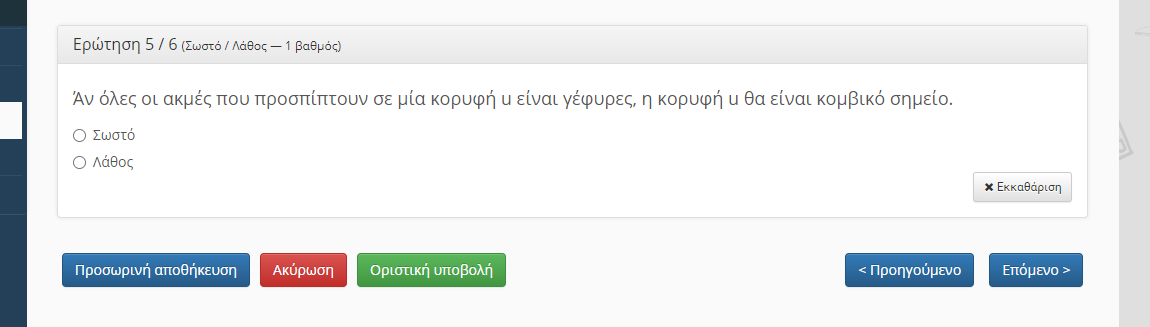 Ερώτηση 5 / 6 (Σωστό / Λάθος — 1 βαθμός)
Άν όλες οι ακμές που προσπίπτουν σε μία κορυφή u είναι γέφυρες, η κορυφή u θα είναι κομβικό σημείο.
Σωστό
Λάθος
✖ Εκκαθάριση
Προσωρινή αποθήκευση Ακύρωση Οριστική υποβολή < Προηγούμενο Επόμενο >